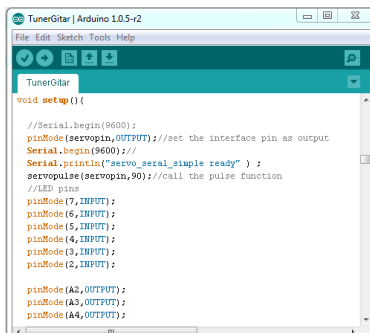 TunerGitar | Arduino 1.0.5-r2
File Edit Sketch Tools Help
TunerGitar
void setup(){
//Serial.begin(9600);
pinMode(servopin,OUTPUT);//set the interface pin as output
Serial.begin(9600);//
Serial.println("servo_seral_simple ready" ) ;
servopulse(servopin,90);//call the pulse function
//LED pins
pinMode(7,INPUT);
pinMode(6,INPUT);
pinMode(5,INPUT);
pinMode(4,INPUT);
pinMode(3,INPUT);
pinMode(2,INPUT);
pinMode(A2,OUTPUT);
pinMode(A3,OUTPUT);
pinMode(A4,OUTPUT);